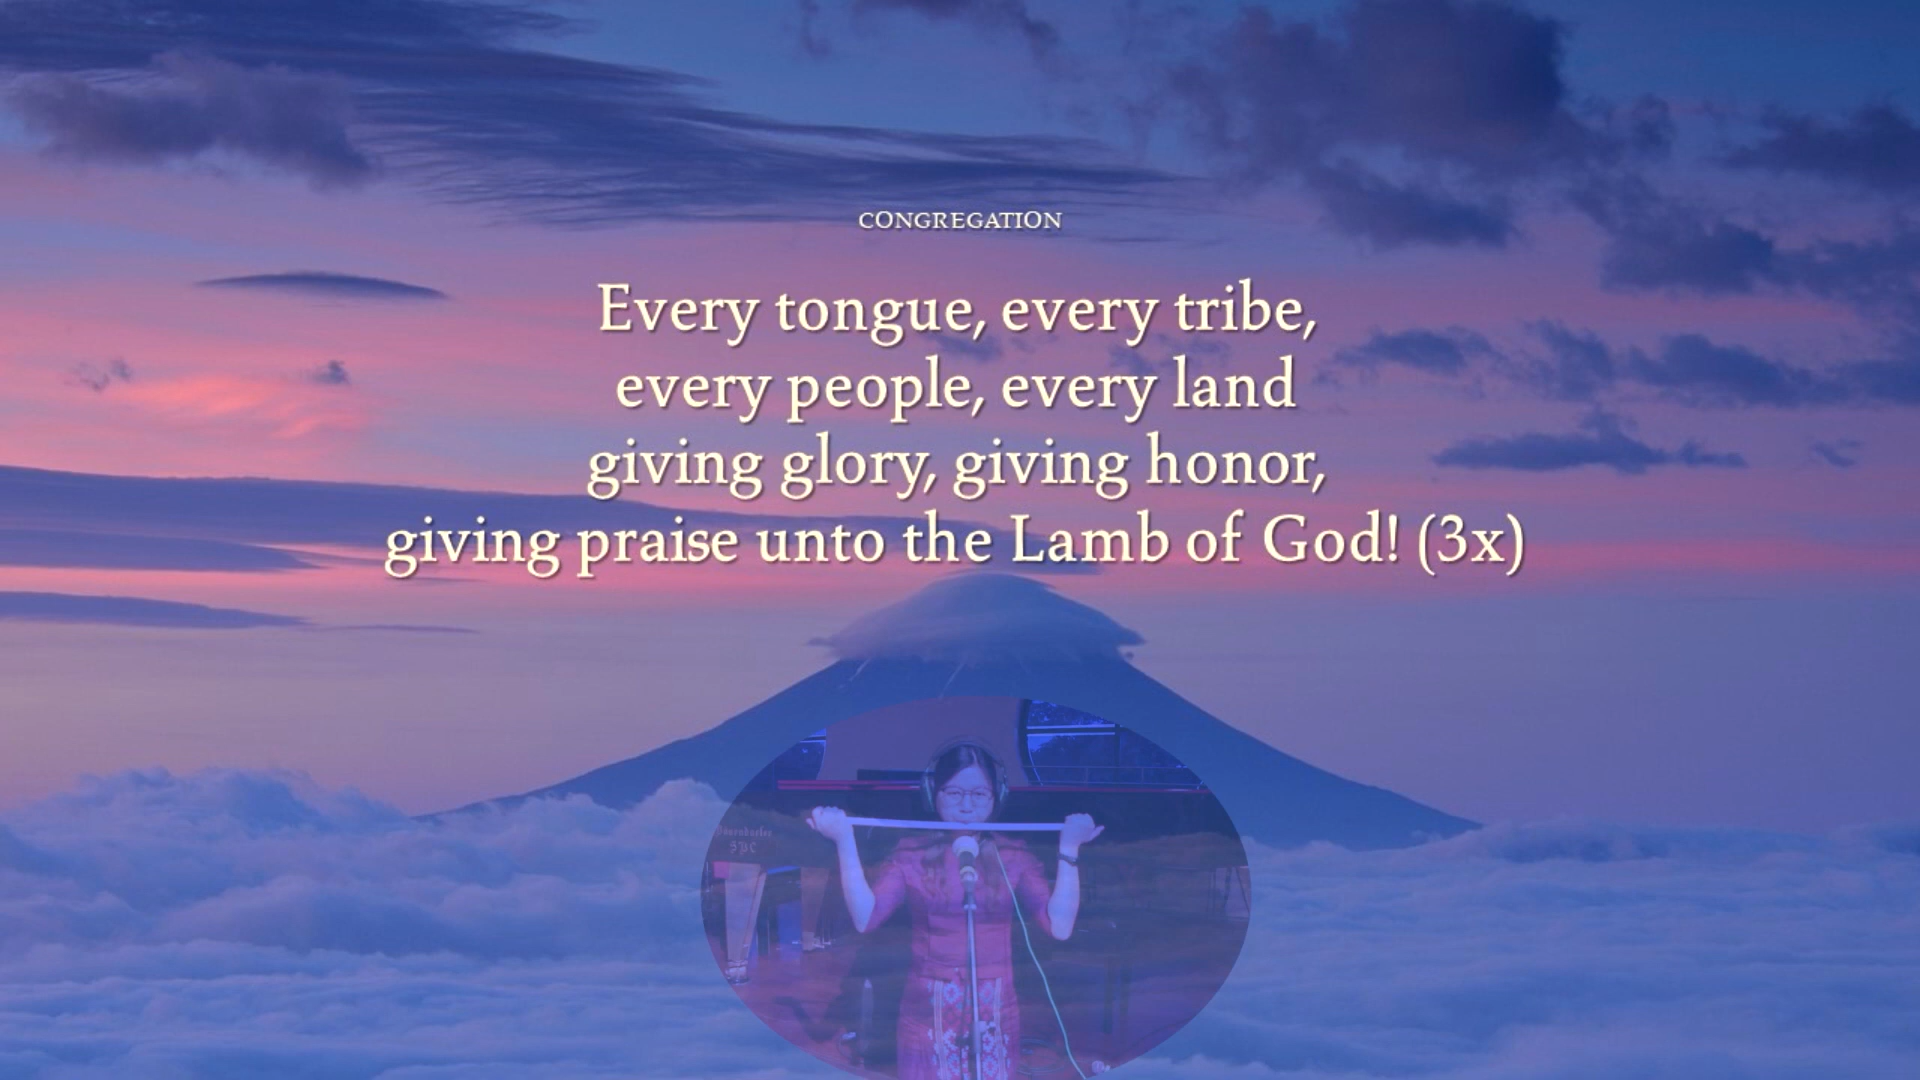 CONGREGATION
Every tongue, every tribe,
every people, every land
giving glory, giving honor,
giving praise unto the Lamb of God! (3x)